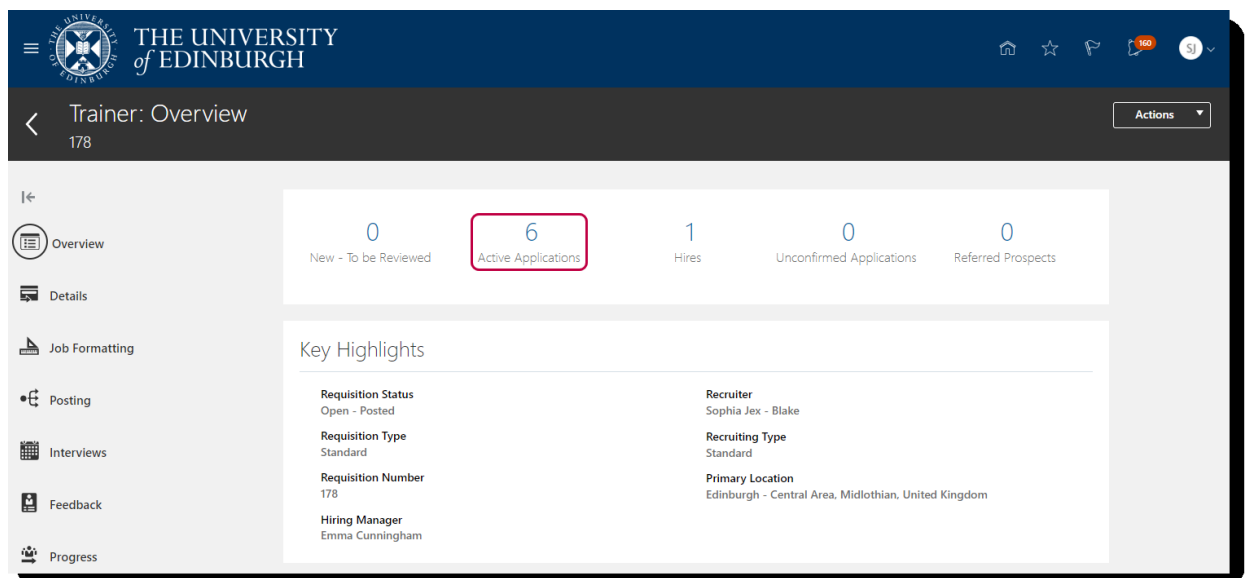 THE UNIVERSITY
of EDINBURGH
160
SJ
Trainer: Overview
178
Actions
Overview
Details
Job Formatting
Posting
Interviews
Feedback
Progress
0
New - To be Reviewed
6
Active Applications
1
Hires
0
Unconfirmed Applications
0
Referred Prospects
Key Highlights
Requisition Status
Open - Posted
Requisition Type
Standard
Requisition Number
178
Hiring Manager
Emma Cunningham
Recruiter
Sophia Jex - Blake
Recruiting Type
Standard
Primary Location
Edinburgh - Central Area, Midlothian, United Kingdom